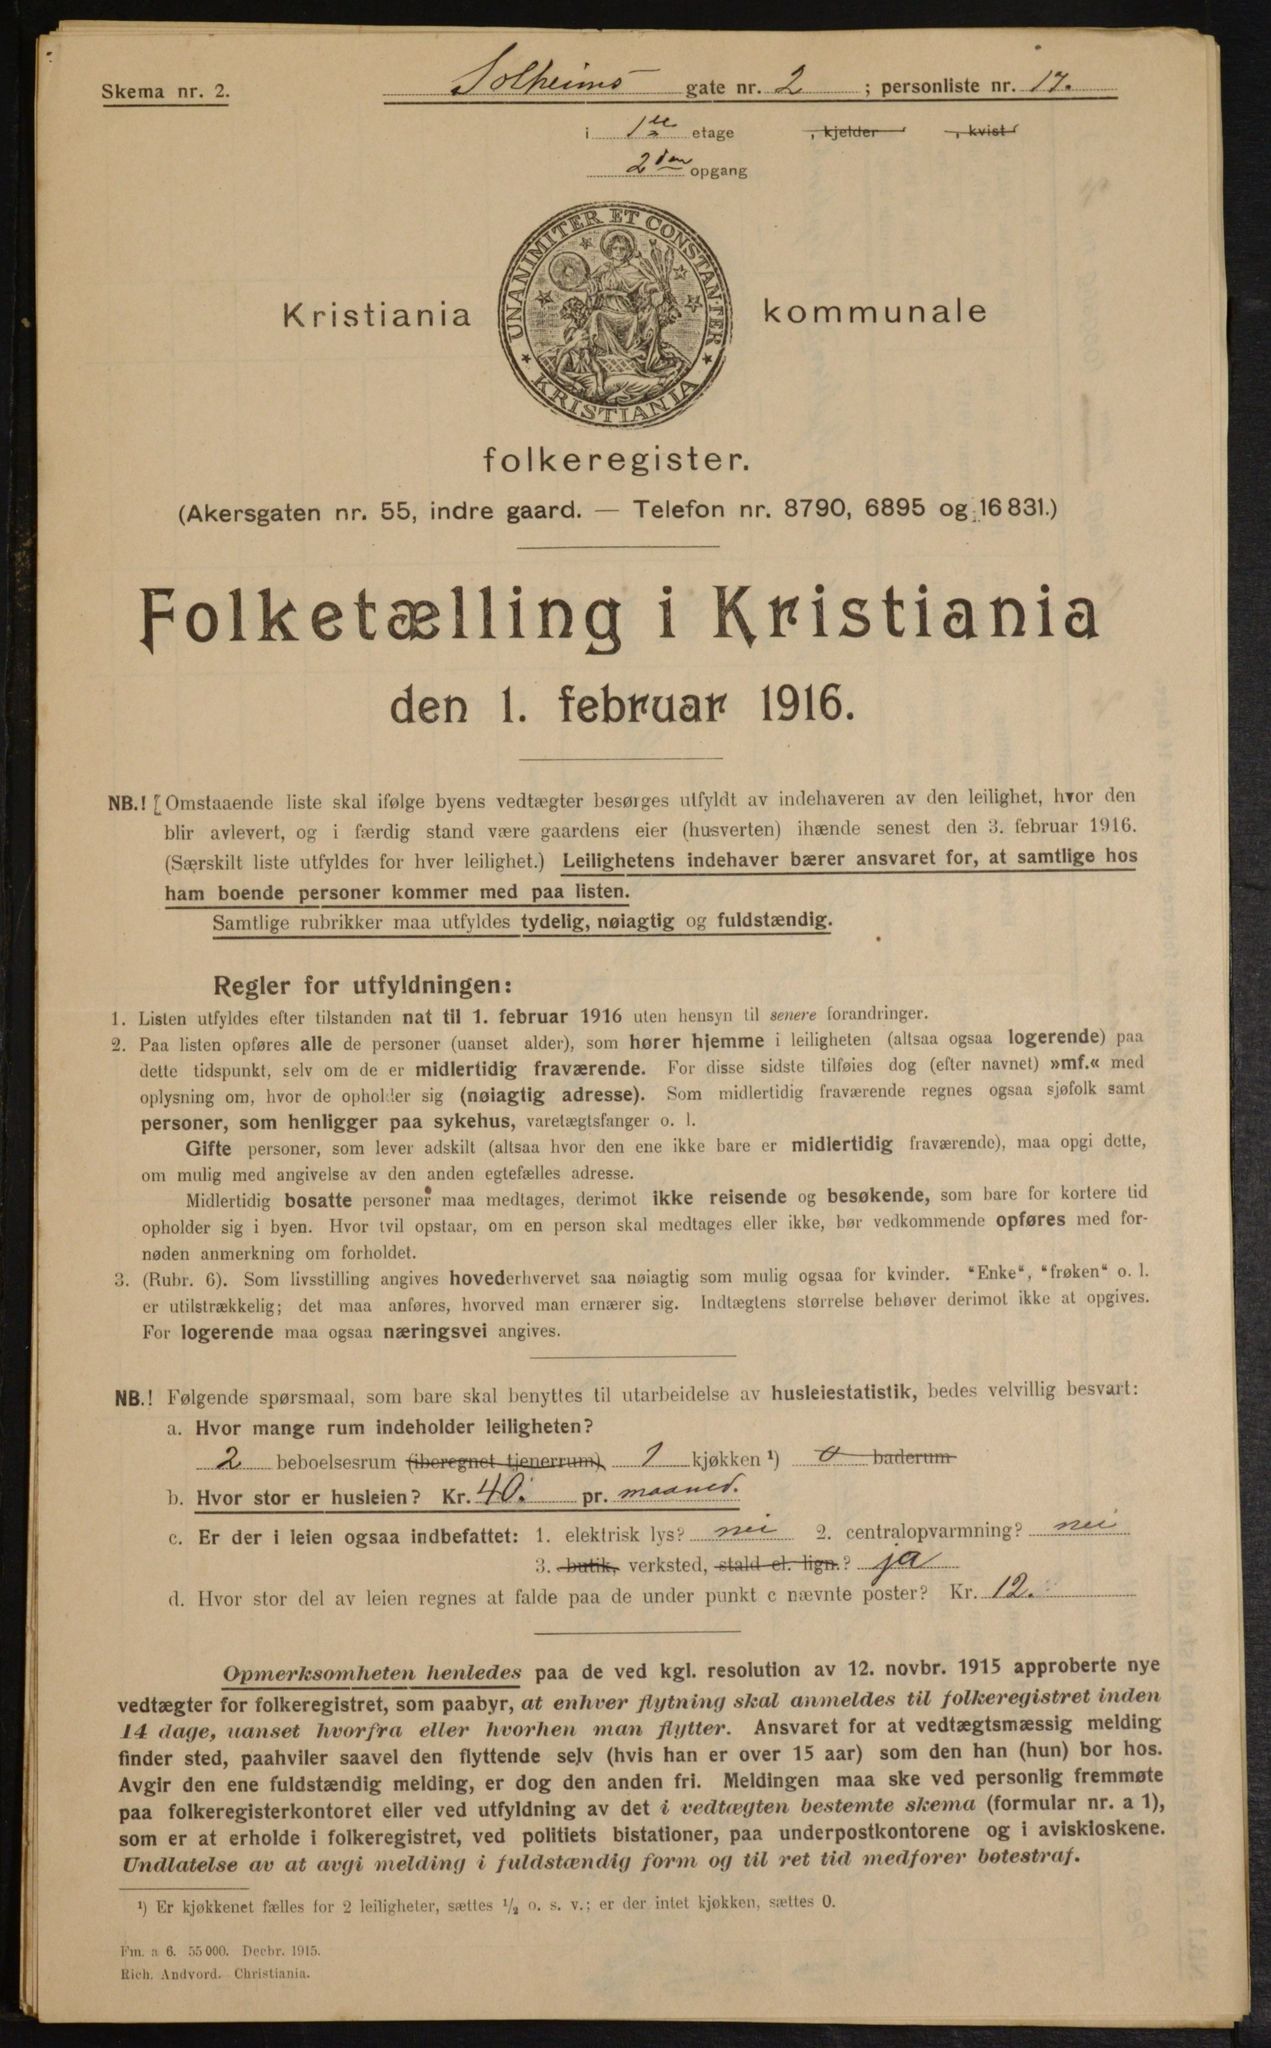 Skema nr. 2. Solheims gate nr. 2 ; personliste nr. 17.
i 1ste etage , kjelder , kvist
2den opgang
UNANIMITER ET CONSTANTER
KRISTIANIA
Kristiania kommunale
folkeregister.
(Akersgaten nr. 55, indre gaard. — Telefon nr. 8790, 6895 og 16 831.)
Folketælling i Kristiania
den 1. februar 1916.
NB.! [Omstaaende liste skal ifølge byens vedtægter besørges utfyldt av indehaveren av den leilighet, hvor den
blir avlevert, og i færdig stand være gaardens eier (husverten) ihænde senest den 3. februar 1916.
(Særskilt liste utfyldes for hver leilighet.) Leilighetens indehaver bærer ansvaret for, at samtlige hos
ham boende personer kommer med paa listen.
Samtlige rubrikker maa utfyldes tydelig, nøiagtig og fuldstændig.
Regler for utfyldningen:
1. Listen utfyldes efter tilstanden nat til 1. februar 1916 uten hensyn til senere forandringer.
2. Paa listen opføres alle de personer (uanset alder), som hører hjemme i leiligheten (altsaa ogsaa logerende) paa
dette tidspunkt, selv om de er midlertidig fraværende. For disse sidste tilføies dog (efter navnet) »mf.« med
oplysning om, hvor de opholder sig (nøiagtig adresse). Som midlertidig fraværende regnes ogsaa sjøfolk samt
personer, som henligger paa sykehus, varetægtsfanger o. l.
Gifte personer, som lever adskilt (altsaa hvor den ene ikke bare er midlertidig fraværende), maa opgi dette,
om mulig med angivelse av den anden egtefælles adresse.
Midlertidig bosatte personer maa medtages, derimot ikke reisende og besøkende, som bare for kortere tid
opholder sig i byen. Hvor tvil opstaar, om en person skal medtages eller ikke, bør vedkommende opføres med for-
nøden anmerkning om forholdet.
3. (Rubr. 6). Som livsstilling angives hovederhvervet saa nøiagtig som mulig ogsaa for kvinder. "Enke", "frøken" o. l.
er utilstrækkelig; det maa anføres, hvorved man ernærer sig. Indtægtens størrelse behøver derimot ikke at opgives.
For logerende maa ogsaa næringsvei angives.
NB.! Følgende spørsmaal, som bare skal benyttes til utarbeidelse av husleiestatistik, bedes velvillig besvart:
a. Hvor mange rum indeholder leiligheten?
2 beboelsesrum (iberegnet tjenerrum), 1 kjøkken ¹) 0 baderum
b. Hvor stor er husleien? Kr. 40. pr. maaned.
c. Er der i leien ogsaa indbefattet: 1. elektrisk lys? nei 2. centralopvarmning? nei
3. butik, verksted, stald el. lign.? ja
d. Hvor stor del av leien regnes at falde paa de under punkt c nævnte poster? Kr. 12.
Opmerksomheten henledes paa de ved kgl. resolution av 12. novbr. 1915 approberte nye
vedtægter for folkeregistret, som paabyr, at enhver flytning skal anmeldes til folkeregistret inden
14 dage, uanset hvorfra eller hvorhen man flytter. Ansvaret for at vedtægtsmæssig melding
finder sted, paahviler saavel den flyttende selv (hvis han er over 15 aar) som den han (hun) bor hos.
Avgir den ene fuldstændig melding, er dog den anden fri. Meldingen maa ske ved personlig fremmøte
paa folkeregisterkontoret eller ved utfyldning av det i vedtægten bestemte skema (formular nr. a 1),
som er at erholde i folkeregistret, ved politiets bistationer, paa underpostkontorene og i aviskioskene.
Undlatelse av at avgi melding i fuldstændig form og til ret tid medfører bøtestraf.
¹) Er kjøkkenet fælles for 2 leiligheter, sættes ½ o. s. v.; er der intet kjøkken, sættes 0.
Fm. a 6. 55 000. Decbr. 1915.
Rich. Andvord. Christiania.